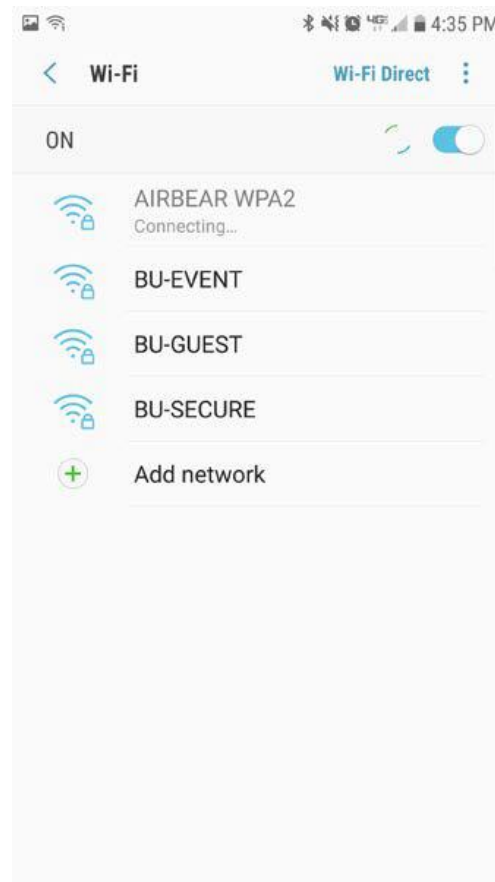 4G 4:35 PM
Wi-Fi Wi-Fi Direct
ON
AIRBEAR WPA2
Connecting...
BU-EVENT
BU-GUEST
BU-SECURE
Add network